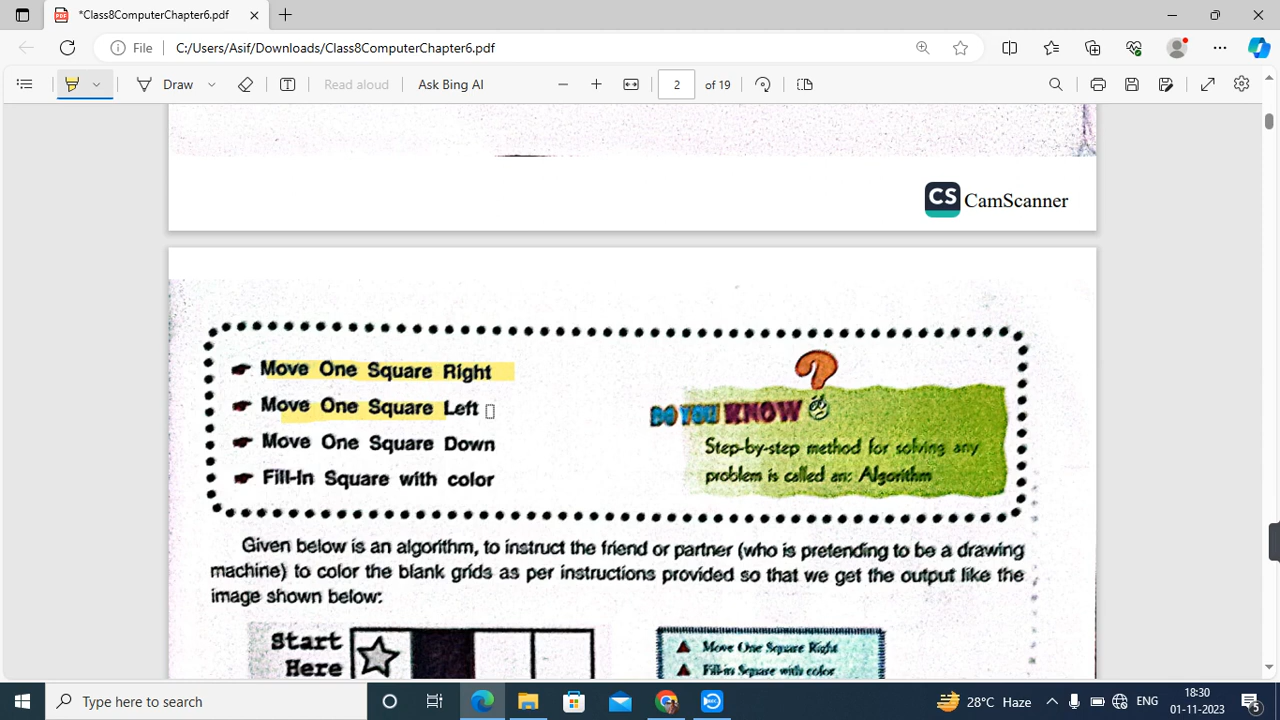 *Class8ComputerChapter6.pdf
File
C:/Users/Asif/Downloads/Class8ComputerChapter6.pdf
Draw
Read aloud
Ask Bing AI
2
of 19
CS CamScanner
Move One Square Right
Move One Square Left
Move One Square Down
Fill-In Square with color
DO YOU KNOW
Step-by-step method for solving any
problem is called an: Algorithm
Given below is an algorithm, to instruct the friend or partner (who is pretending to be a drawing
machine) to color the blank grids as per instructions provided so that we get the output like the
image shown below:
Start
Here
Move One Square Right
Fill-in Square with color
Type here to search
28°C Haze
ENG
18:30
01-11-2023
5